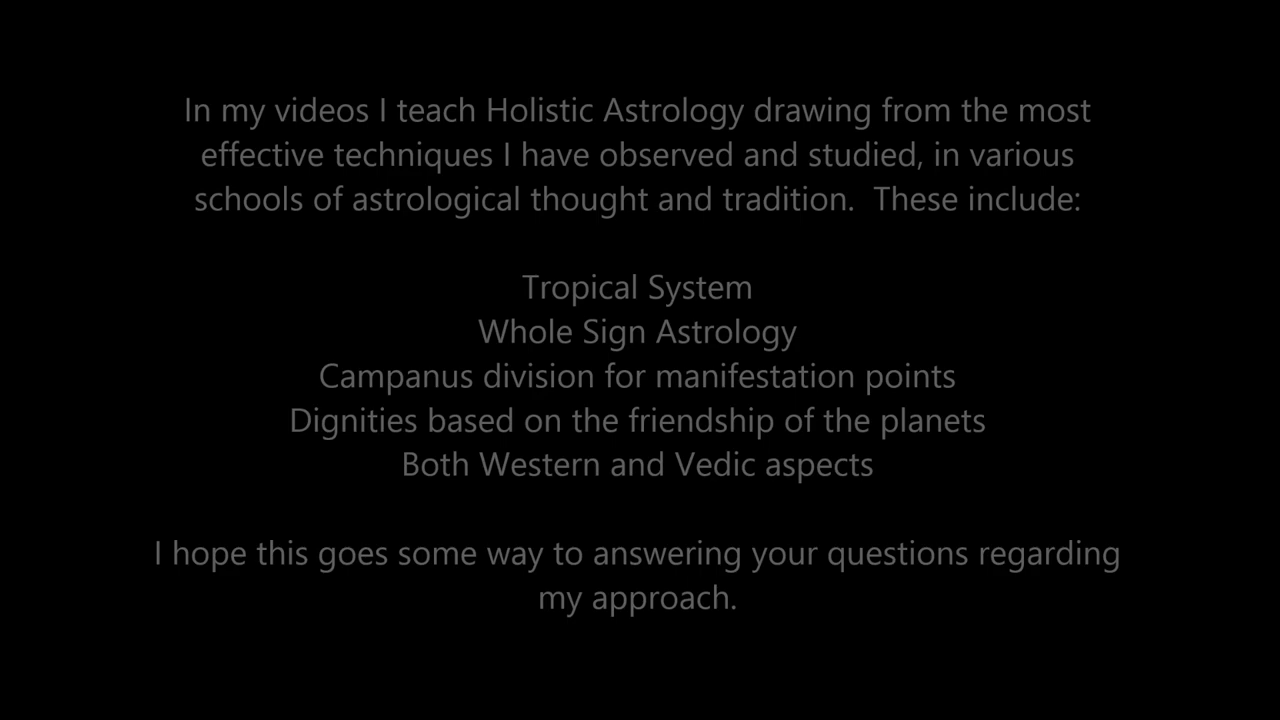 In my videos I teach Holistic Astrology drawing from the most
effective techniques I have observed and studied, in various
schools of astrological thought and tradition.  These include:
Tropical System
Whole Sign Astrology
Campanus division for manifestation points
Dignities based on the friendship of the planets
Both Western and Vedic aspects
I hope this goes some way to answering your questions regarding
my approach.